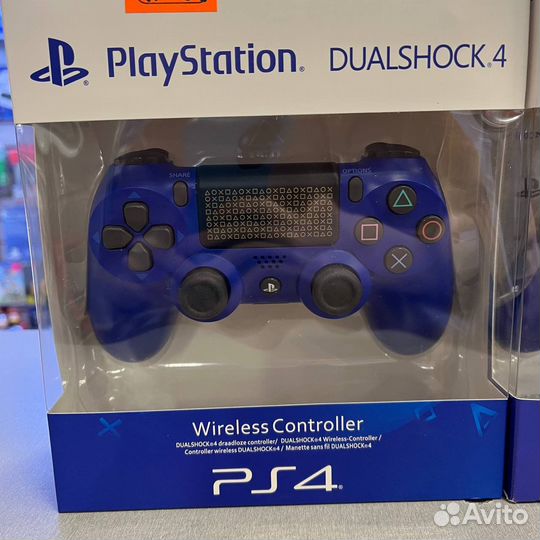 PlayStation® DUALSHOCK®4
SHARE OPTIONS
Wireless Controller
DUALSHOCK®4 draadloze controller/ DUALSHOCK®4 Wireless-Controller /
Controller wireless DUALSHOCK®4 / Manette sans fil DUALSHOCK®4
PS4®
Avito